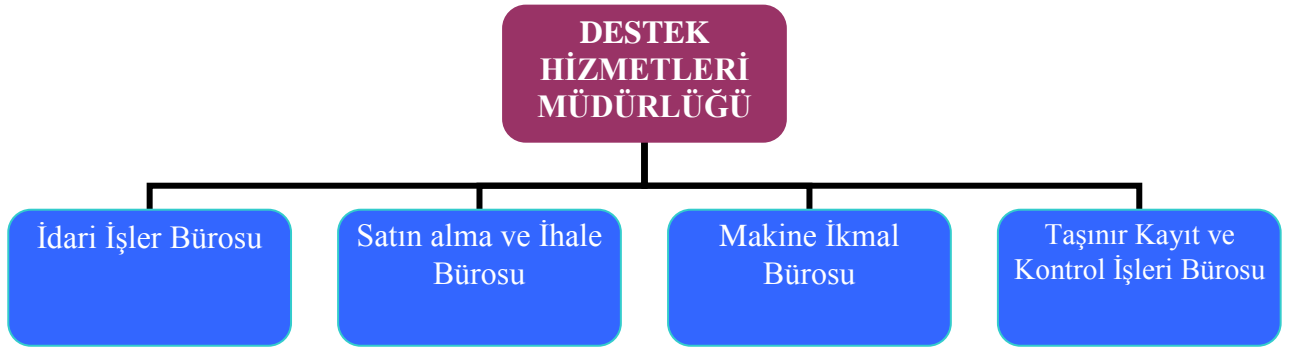 DESTEK
HİZMETLERİ
MÜDÜRLÜĞÜ
İdari İşler Bürosu
Satın alma ve İhale
Bürosu
Makine İkmal
Bürosu
Taşınır Kayıt ve
Kontrol İşleri Bürosu